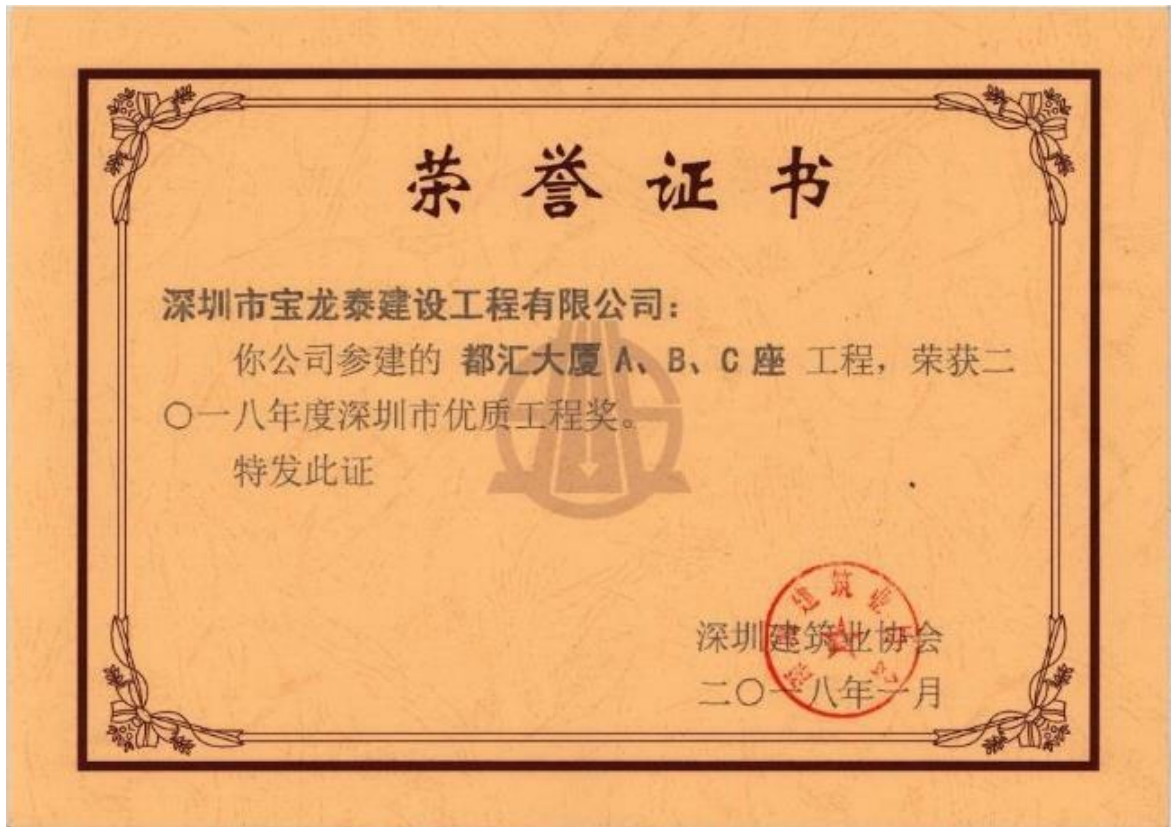 荣誉证书
深圳市宝龙泰建设工程有限公司：
你公司参建的 都汇大厦 A、B、C 座 工程，荣获二
〇一八年度深圳市优质工程奖。
特发此证
深圳建筑业协会
二〇一八年一月